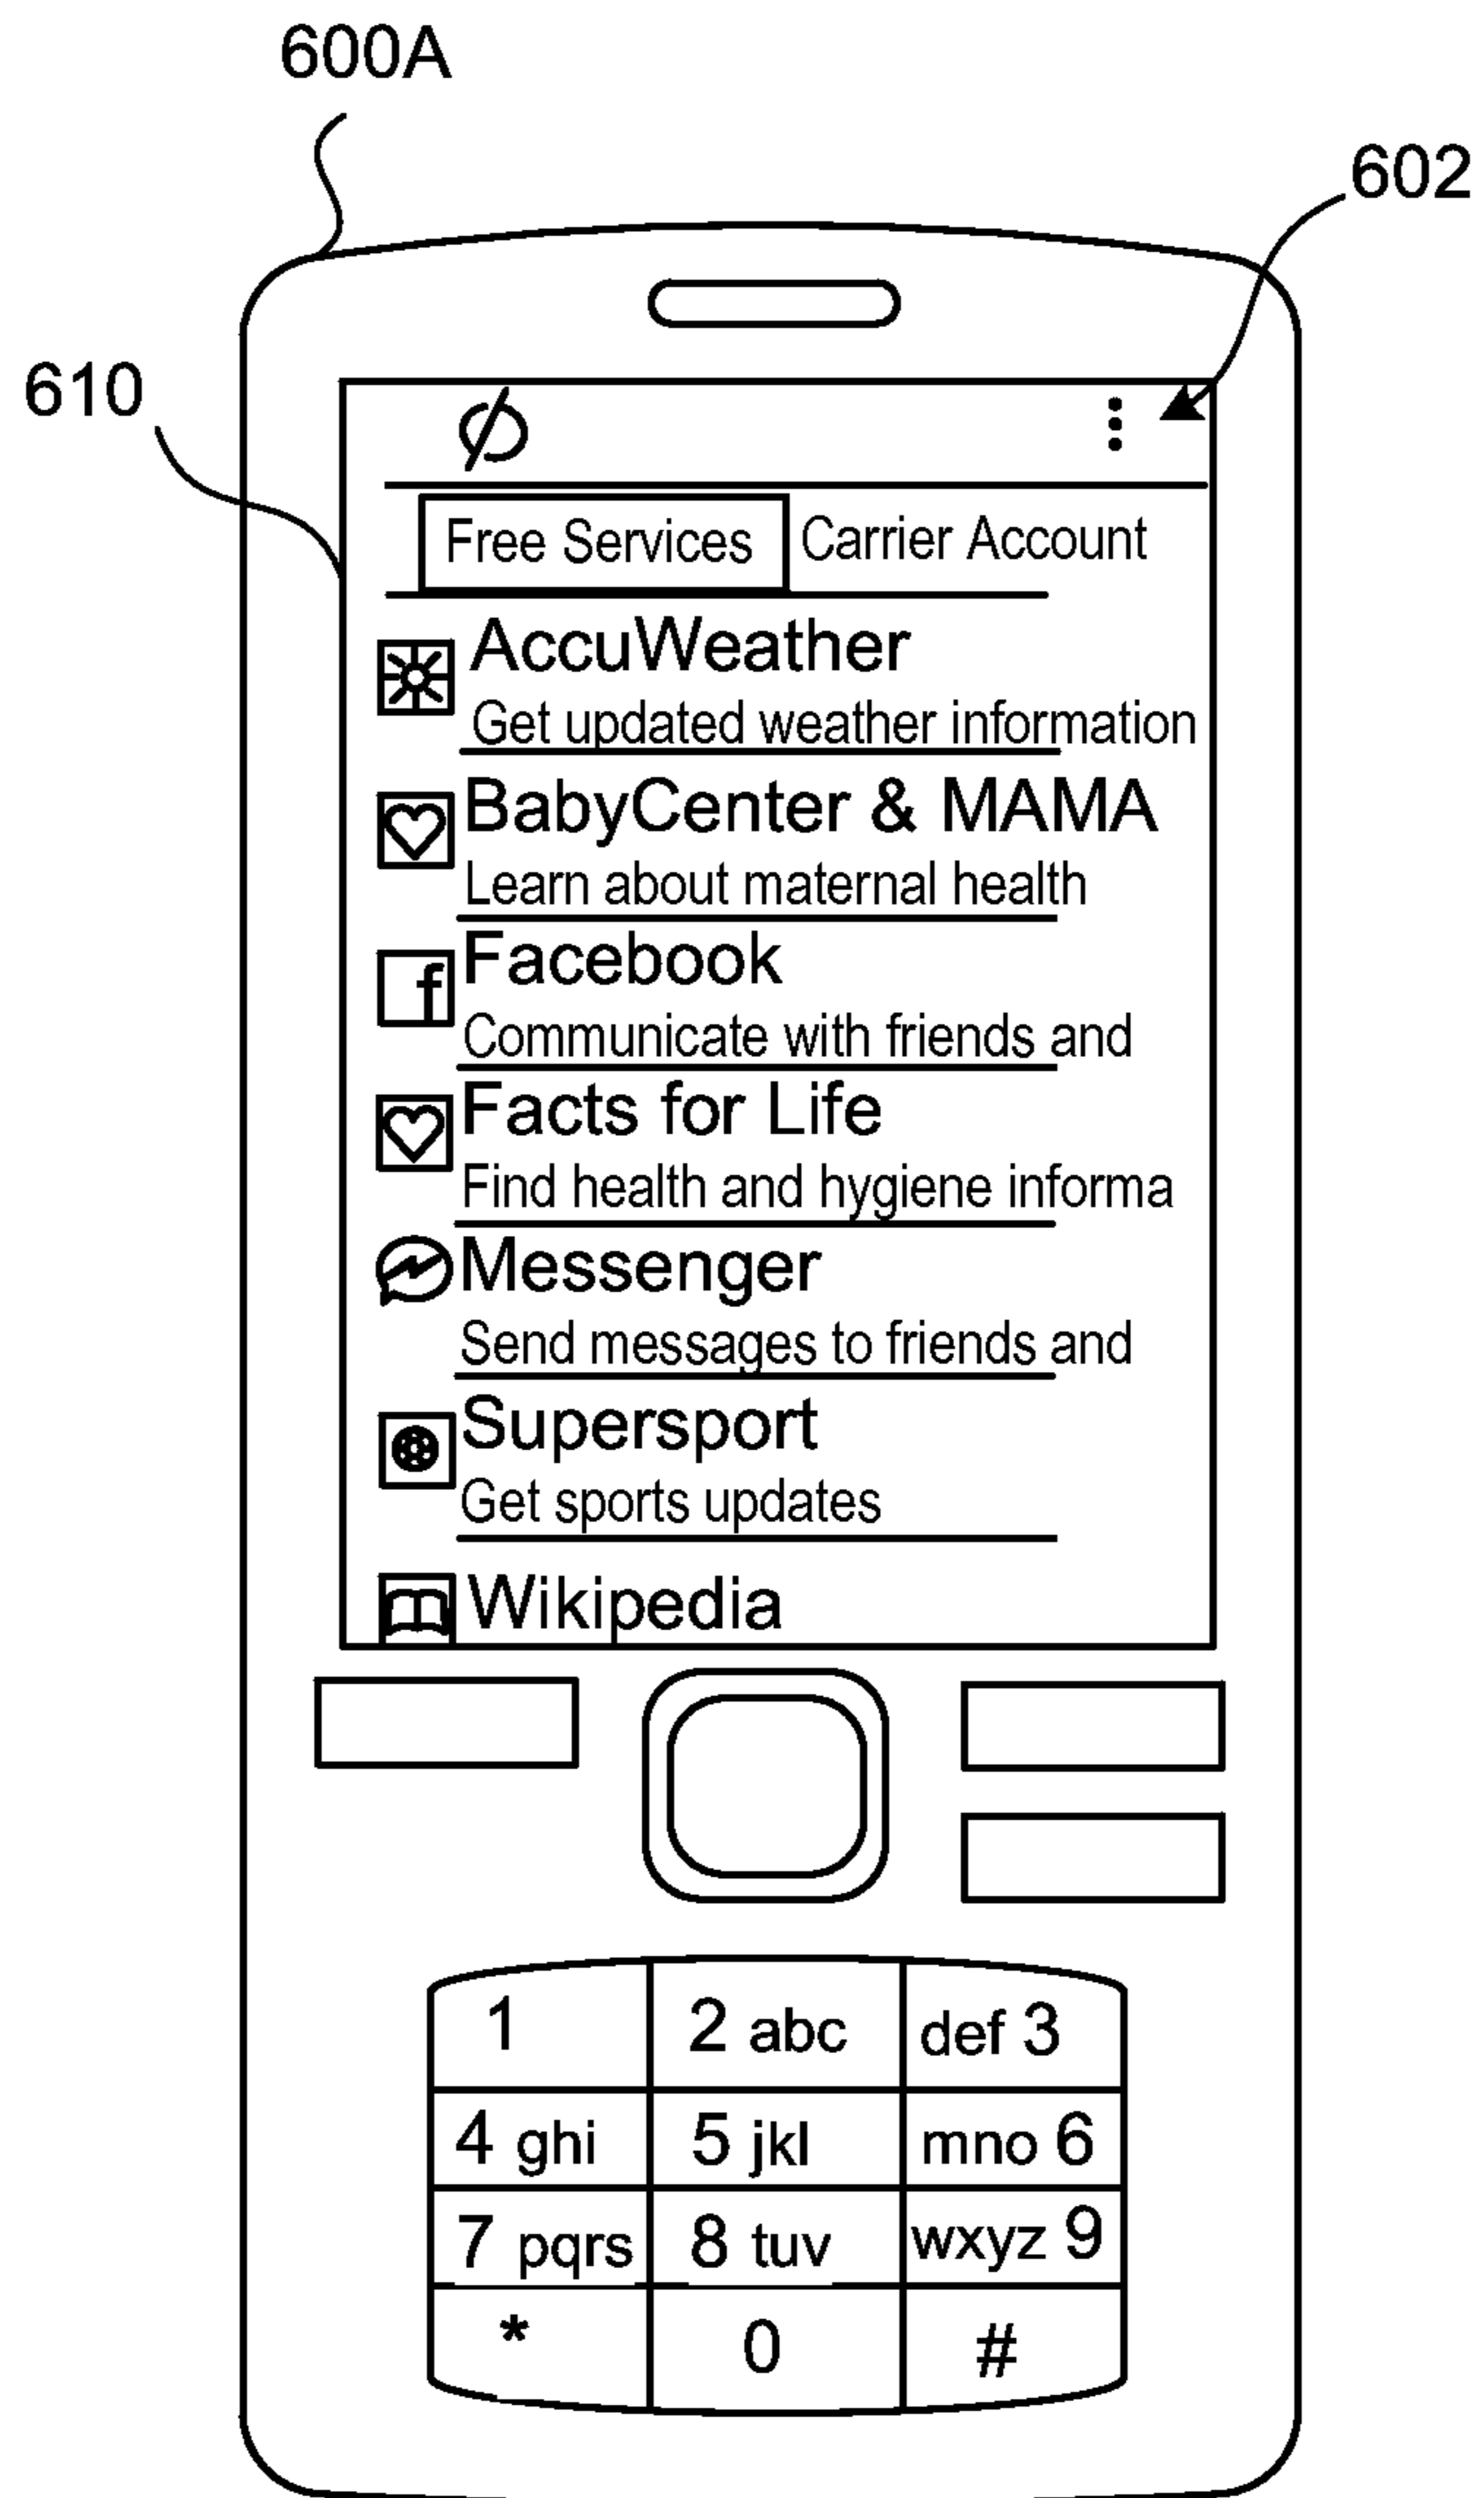 600A
602
610
Free Services Carrier Account
AccuWeather
Get updated weather information
BabyCenter & MAMA
Learn about maternal health
f
Facebook
Communicate with friends and
Facts for Life
Find health and hygiene informa
Messenger
Send messages to friends and
Supersport
Get sports updates
Wikipedia
1 2 abc def 3
4 ghi 5 jkl mno 6
7 pqrs 8 tuv wxyz 9
* 0 #